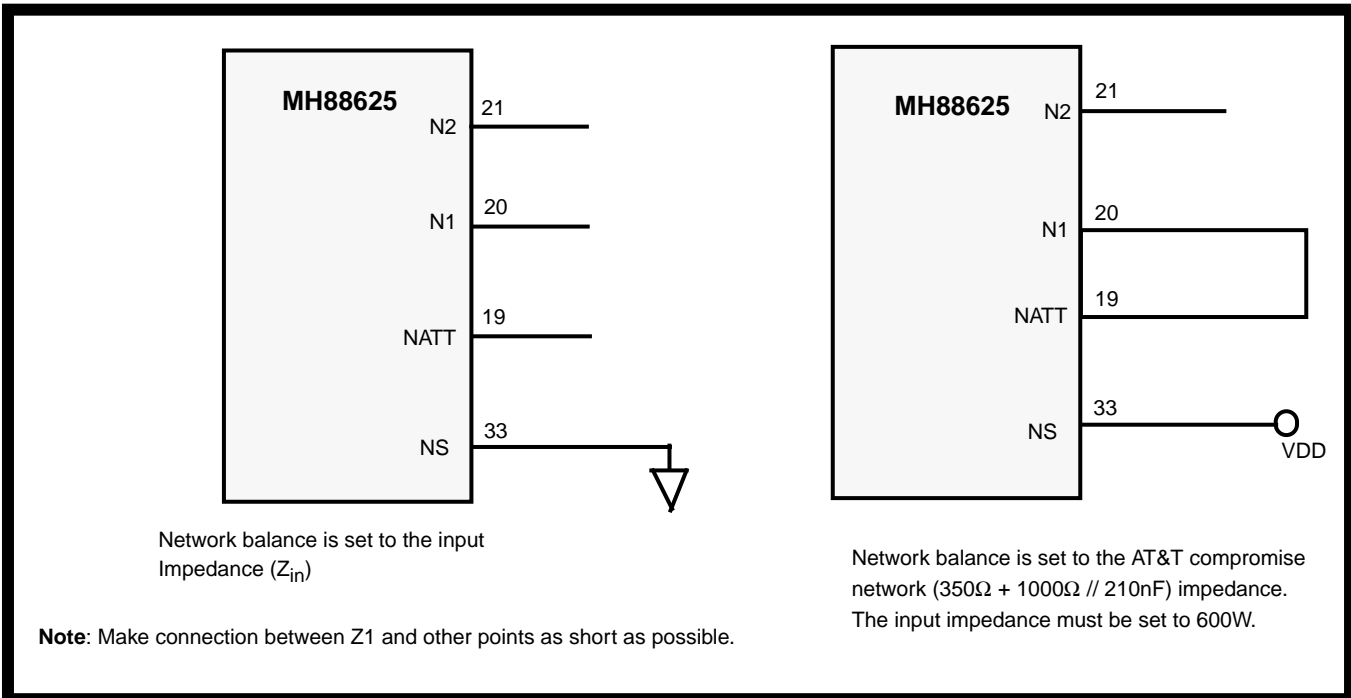 MH88625
N2
21
N1
20
NATT
19
NS
33
Network balance is set to the input
Impedance (Zin)
MH88625
N2
21
N1
20
NATT
19
NS
33
VDD
Network balance is set to the AT&T compromise
network (350Ω + 1000Ω // 210nF) impedance.
The input impedance must be set to 600W.
Note: Make connection between Z1 and other points as short as possible.